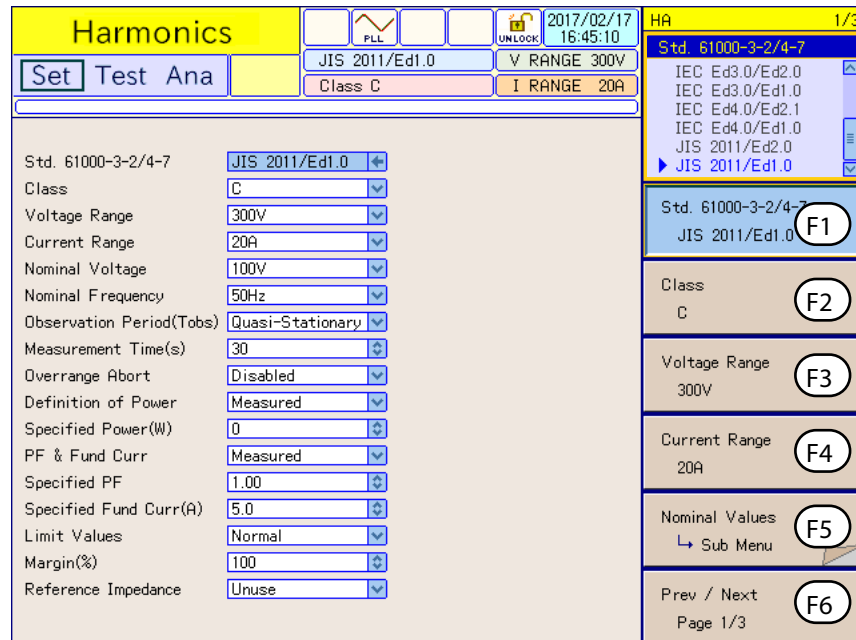 Harmonics
PLL
UNLOCK
2017/02/17
16:45:10
Set Test Ana
JIS 2011/Ed1.0
V RANGE 300V
Class C
I RANGE 20A
Std. 61000-3-2/4-7 JIS 2011/Ed1.0
Class C
Voltage Range 300V
Current Range 20A
Nominal Voltage 100V
Nominal Frequency 50Hz
Observation Period(Tobs) Quasi-Stationary
Measurement Time(s) 30
Overrange Abort Disabled
Definition of Power Measured
Specified Power(W) 0
PF & Fund Curr Measured
Specified PF 1.00
Specified Fund Curr(A) 5.0
Limit Values Normal
Margin(%) 100
Reference Impedance Unuse
HA 1/3
Std. 61000-3-2/4-7
IEC Ed3.0/Ed2.0
IEC Ed3.0/Ed1.0
IEC Ed4.0/Ed2.1
IEC Ed4.0/Ed1.0
JIS 2011/Ed2.0
JIS 2011/Ed1.0
Std. 61000-3-2/4-7
JIS 2011/Ed1.0
F1
Class
C
F2
Voltage Range
300V
F3
Current Range
20A
F4
Nominal Values
Sub Menu
F5
Prev / Next
Page 1/3
F6